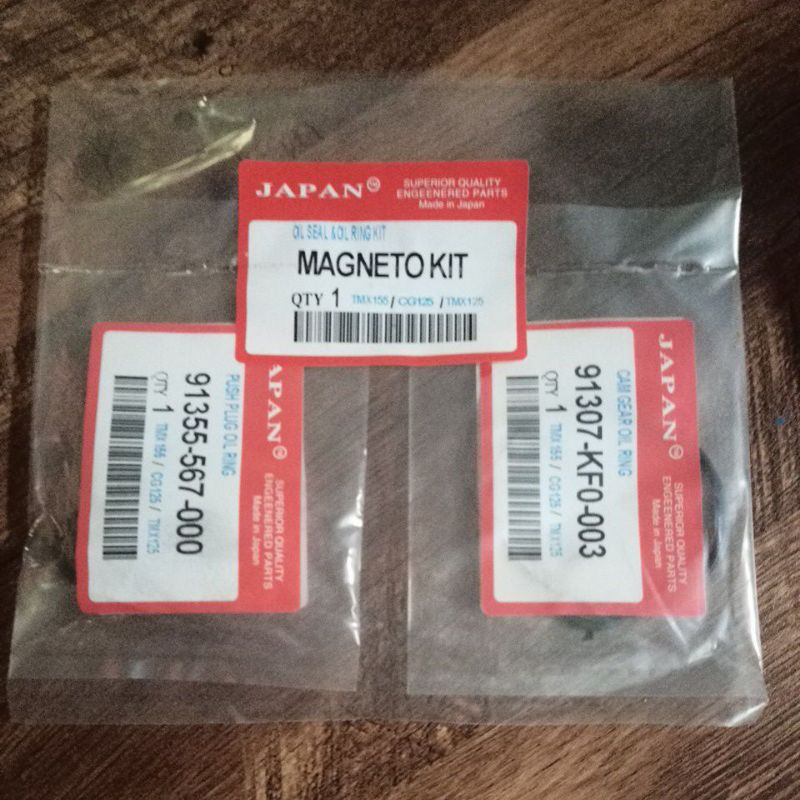 JAPAN TM
SUPERIOR QUALITY
ENGEENERED PARTS
Made in Japan
OIL SEAL & OIL RING KIT
MAGNETO KIT
QTY 1 TMX155 / CG125 / TMX125
JAPAN
SUPERIOR QUALITY
ENGEENERED PARTS
Made in Japan
PUSH PLUG OIL RING
91355-567-000
QTY 1 TMX155 / CG125 / TMX125
JAPAN TM
SUPERIOR QUALITY
ENGEENERED PARTS
Made in Japan
CAM GEAR OIL RING
91307-KF0-003
QTY 1 TMX155 / CG125 / TMX125